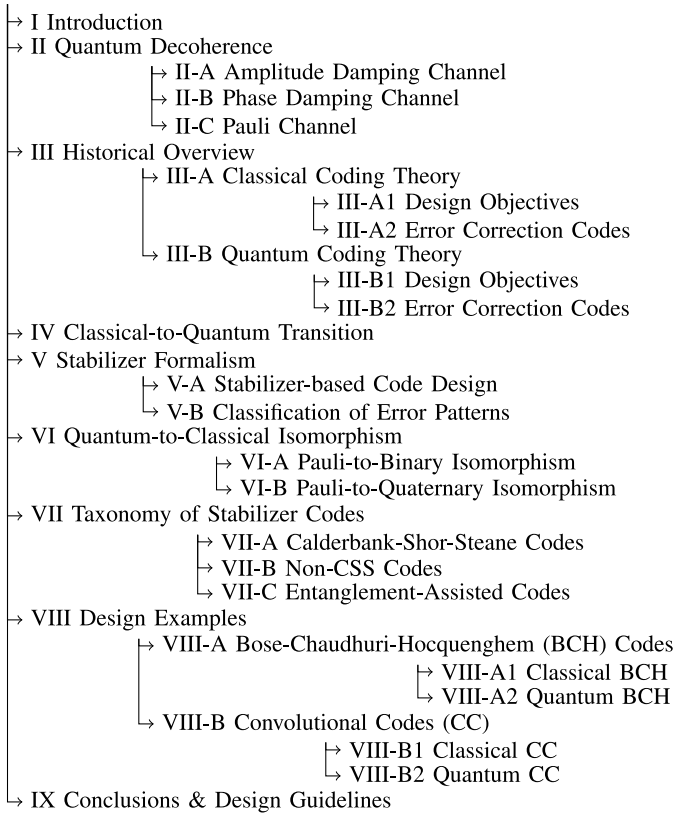 I Introduction
II Quantum Decoherence
II-A Amplitude Damping Channel
II-B Phase Damping Channel
II-C Pauli Channel
III Historical Overview
III-A Classical Coding Theory
III-A1 Design Objectives
III-A2 Error Correction Codes
III-B Quantum Coding Theory
III-B1 Design Objectives
III-B2 Error Correction Codes
IV Classical-to-Quantum Transition
V Stabilizer Formalism
V-A Stabilizer-based Code Design
V-B Classification of Error Patterns
VI Quantum-to-Classical Isomorphism
VI-A Pauli-to-Binary Isomorphism
VI-B Pauli-to-Quaternary Isomorphism
VII Taxonomy of Stabilizer Codes
VII-A Calderbank-Shor-Steane Codes
VII-B Non-CSS Codes
VII-C Entanglement-Assisted Codes
VIII Design Examples
VIII-A Bose-Chaudhuri-Hocquenghem (BCH) Codes
VIII-A1 Classical BCH
VIII-A2 Quantum BCH
VIII-B Convolutional Codes (CC)
VIII-B1 Classical CC
VIII-B2 Quantum CC
IX Conclusions & Design Guidelines